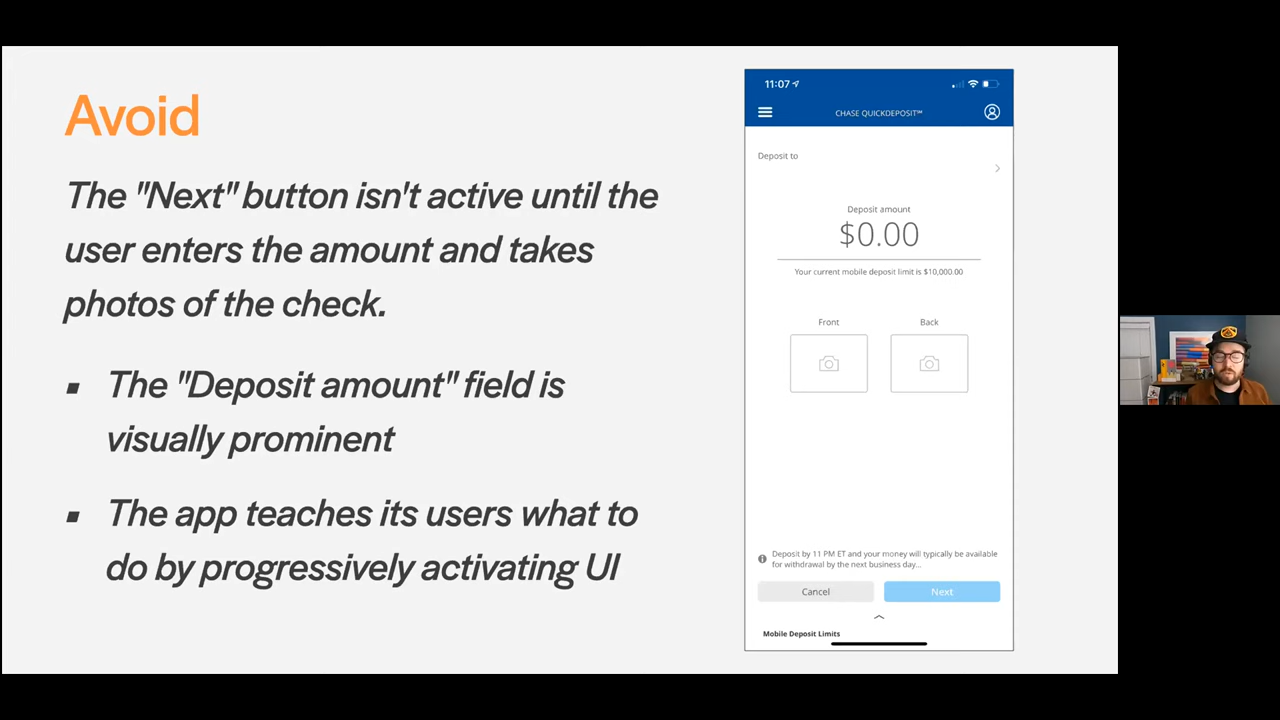 Avoid
The "Next" button isn't active until the
user enters the amount and takes
photos of the check.
▪ The "Deposit amount" field is
visually prominent
▪ The app teaches its users what to
do by progressively activating UI
11:07
CHASE QUICKDEPOSIT℠
Deposit to
Deposit amount
$0.00
Your current mobile deposit limit is $10,000.00
Front Back
Deposit by 11 PM ET and your money will typically be available
for withdrawal by the next business day...
Cancel Next
Mobile Deposit Limits